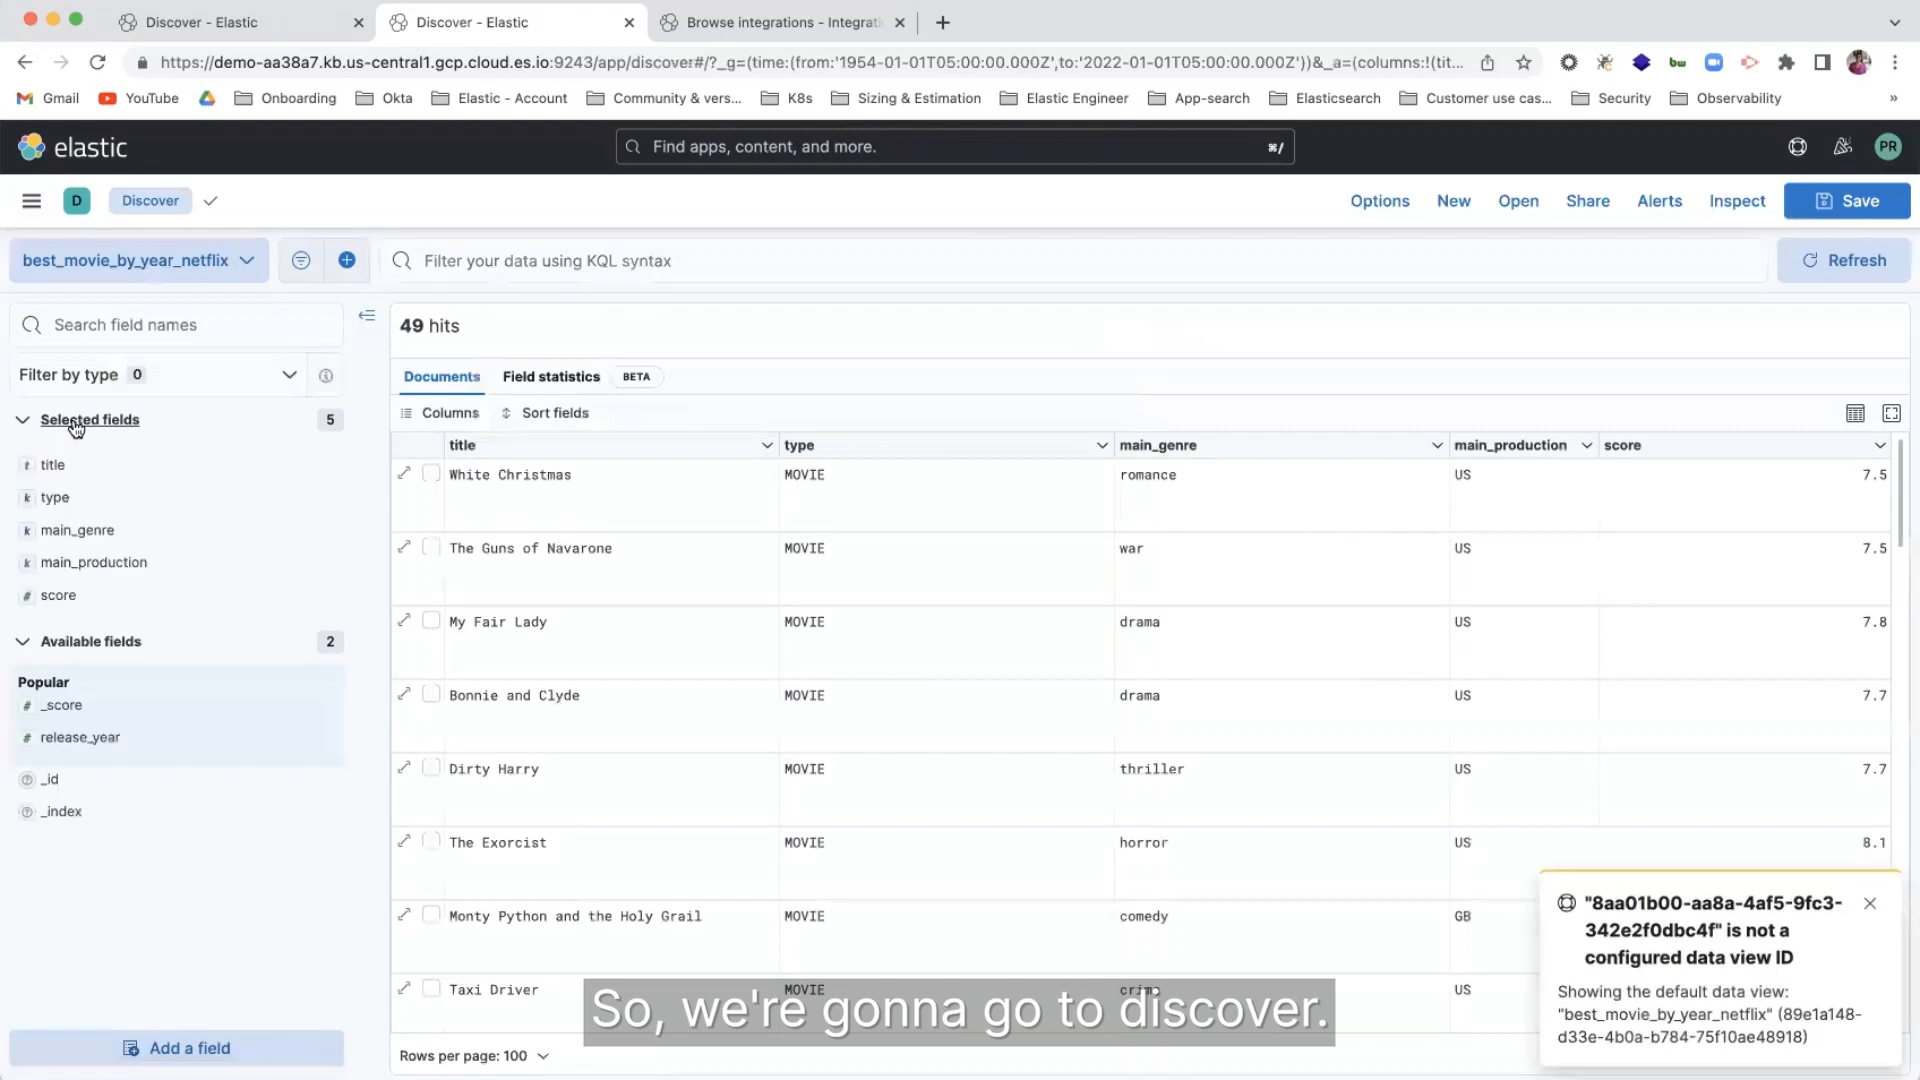 Discover - Elastic
Discover - Elastic
Browse integrations - Integrati
https://demo-aa38a7.kb.us-central1.gcp.cloud.es.io:9243/app/discover#/?_g=(time:(from:'1954-01-01T05:00:00.000Z',to:'2022-01-01T05:00:00.000Z'))&_a=(columns:!(tit...
bw
Gmail YouTube Onboarding Okta Elastic - Account Community & vers... K8s Sizing & Estimation Elastic Engineer App-search Elasticsearch Customer use cas... Security Observability »
elastic
Find apps, content, and more. ⌘/
PR
D Discover
Options New Open Share Alerts Inspect Save
best_movie_by_year_netflix
Filter your data using KQL syntax
Refresh
Search field names
Filter by type 0
Selected fields 5
t title
k type
k main_genre
k main_production
# score
Available fields 2
Popular
# _score
# release_year
_id
_index
Add a field
49 hits
Documents Field statistics BETA
Columns Sort fields
title type main_genre main_production score
White Christmas MOVIE romance US 7.5
The Guns of Navarone MOVIE war US 7.5
My Fair Lady MOVIE drama US 7.8
Bonnie and Clyde MOVIE drama US 7.7
Dirty Harry MOVIE thriller US 7.7
The Exorcist MOVIE horror US 8.1
Monty Python and the Holy Grail MOVIE comedy GB
Taxi Driver MOVIE crime US
Rows per page: 100
"8aa01b00-aa8a-4af5-9fc3-
342e2f0dbc4f" is not a
configured data view ID
Showing the default data view:
"best_movie_by_year_netflix" (89e1a148-
d33e-4b0a-b784-75f10ae48918)
So, we're gonna go to discover.